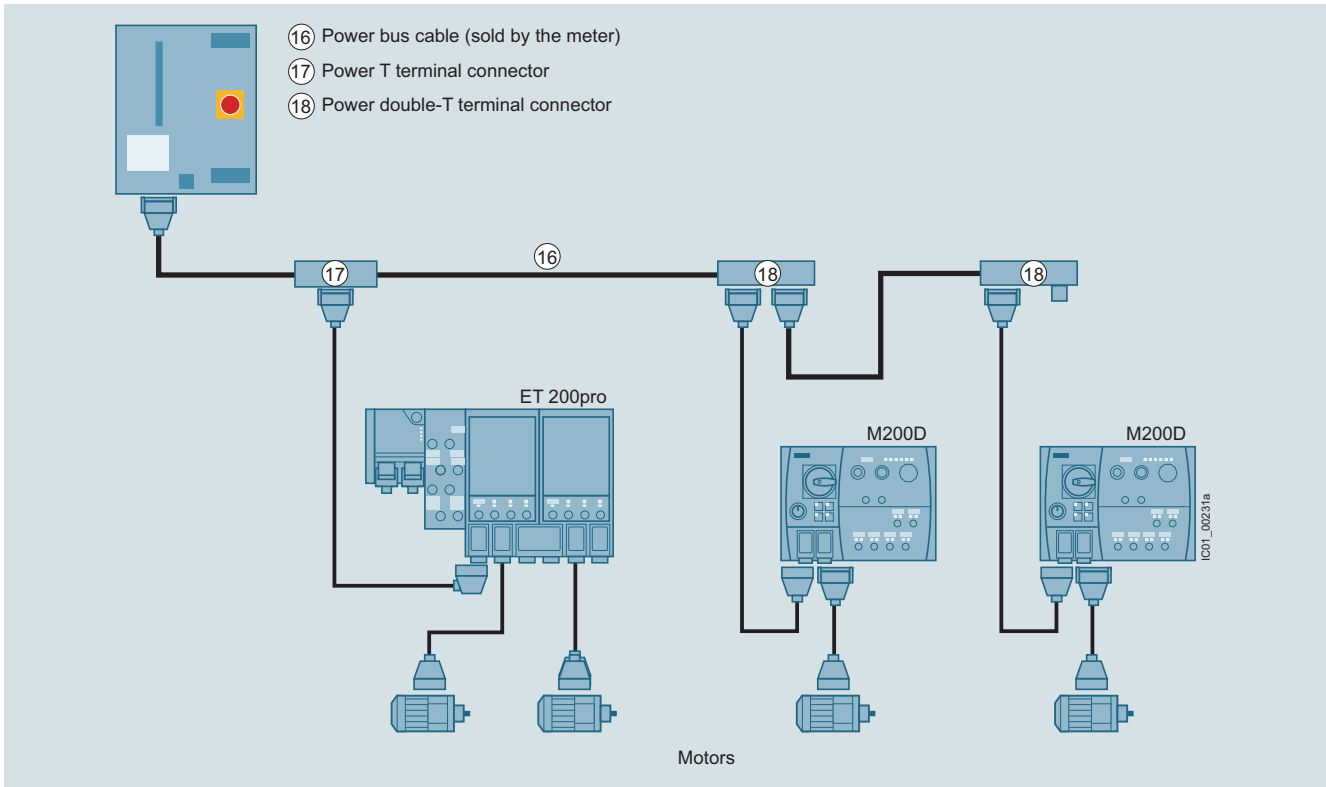 16 Power bus cable (sold by the meter)
17 Power T terminal connector
18 Power double-T terminal connector
16
17
18
18
ET 200pro
M200D
M200D
IC01_00231a
Motors